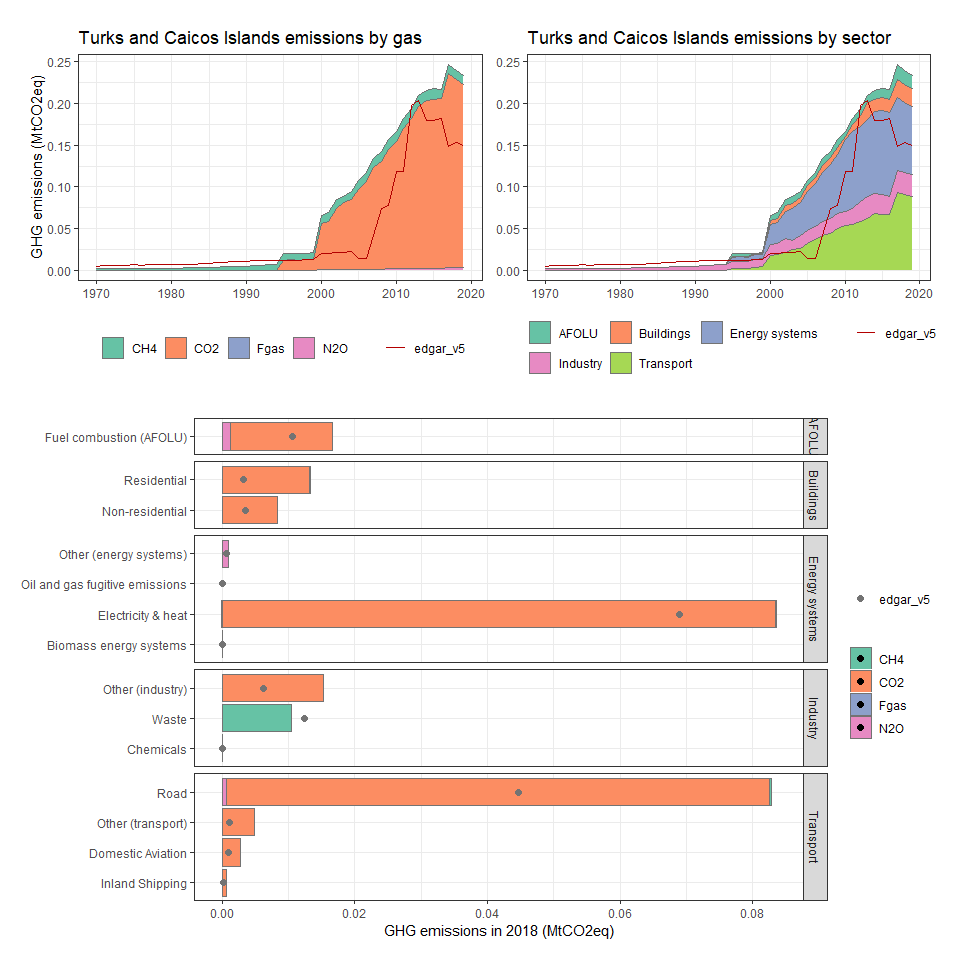 Turks and Caicos Islands emissions by gas
GHG emissions (MtCO2eq)
0.25
0.20
0.15
0.10
0.05
0.00
1970 1980 1990 2000 2010 2020
CH4 CO2 Fgas N2O edgar_v5
Turks and Caicos Islands emissions by sector
0.25
0.20
0.15
0.10
0.05
0.00
1970 1980 1990 2000 2010 2020
AFOLU Buildings Energy systems edgar_v5
Industry Transport
Fuel combustion (AFOLU)
AFOLU
Residential
Non-residential
Buildings
Other (energy systems)
Oil and gas fugitive emissions
Electricity & heat
Biomass energy systems
Energy systems
Other (industry)
Waste
Chemicals
Industry
Road
Other (transport)
Domestic Aviation
Inland Shipping
Transport
0.00 0.02 0.04 0.06 0.08
GHG emissions in 2018 (MtCO2eq)
edgar_v5
CH4
CO2
Fgas
N2O